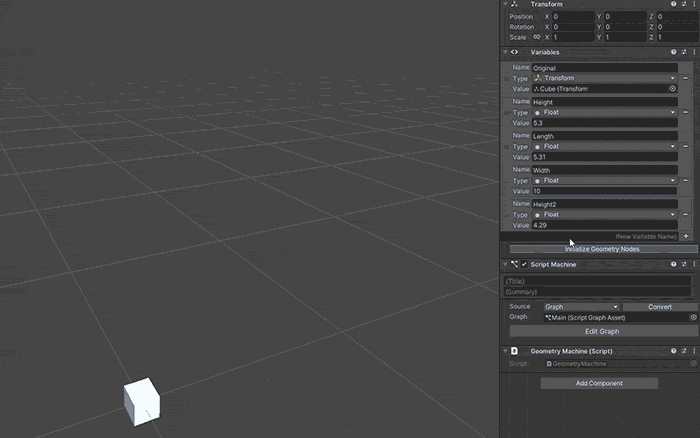 Transform
Position X 0 Y 0 Z 0
Rotation X 0 Y 0 Z 0
Scale X 1 Y 1 Z 1
Variables
Name Original
Type Transform
Value Cube (Transform
Name Height
Type Float
Value 5.3
Name Length
Type Float
Value 5.31
Name Width
Type Float
Value 10
Name Height2
Type Float
Value 4.29
(New Variable Name)
Initialize Geometry Nodes
Script Machine
(Title)
(Summary)
Source Graph Convert
Graph Main (Script Graph Asset)
Edit Graph
Geometry Machine (Script)
Script GeometryMachine
Add Component